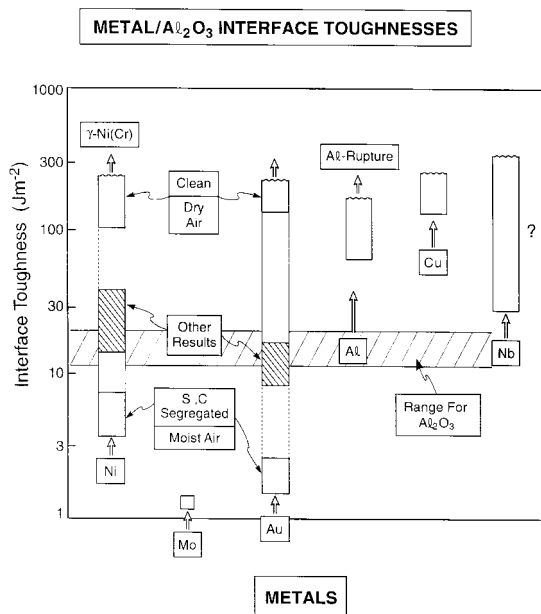 METAL/Aℓ₂O₃ INTERFACE TOUGHNESSES
Interface Toughness (Jm⁻²)
1000
300
100
30
10
3
1
γ-Ni(Cr)
Clean
Dry
Air
Aℓ-Rupture
Cu
?
Other
Results
Aℓ
Nb
S ,C
Segregated
Moist Air
Range For
Aℓ₂O₃
Ni
Mo
Au
METALS